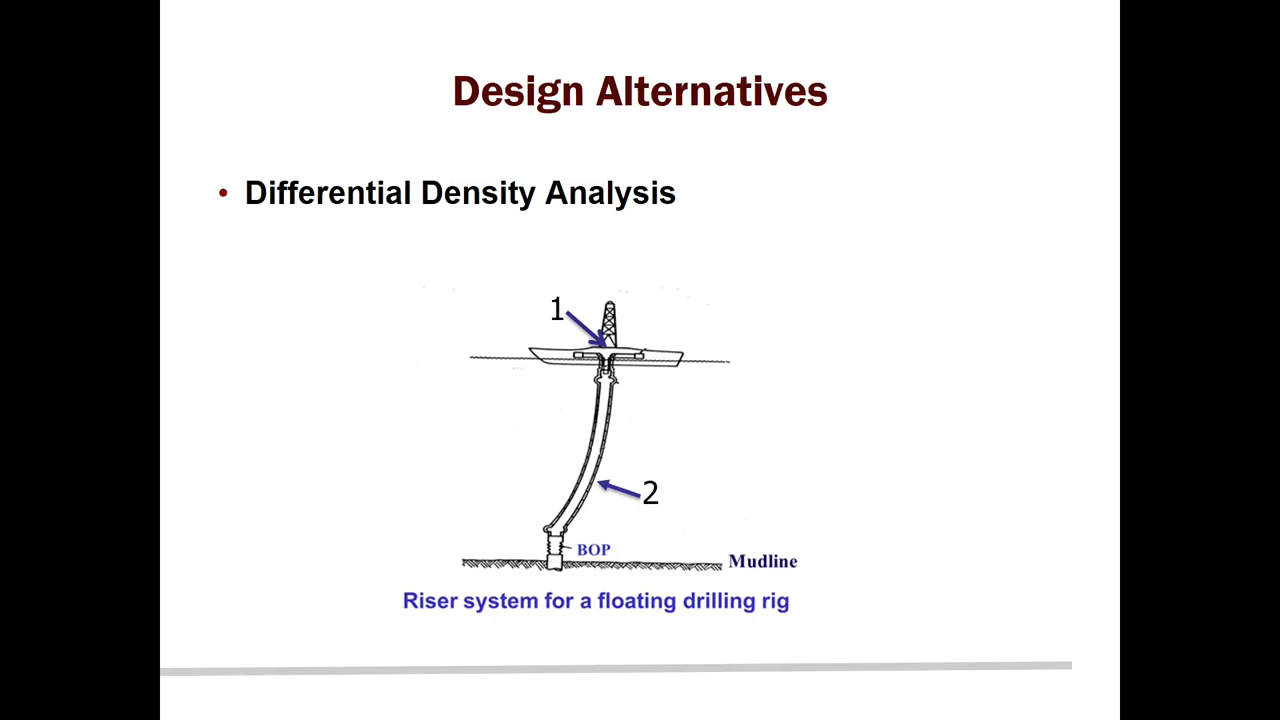 Design Alternatives
• Differential Density Analysis
1
2
BOP
Mudline
Riser system for a floating drilling rig